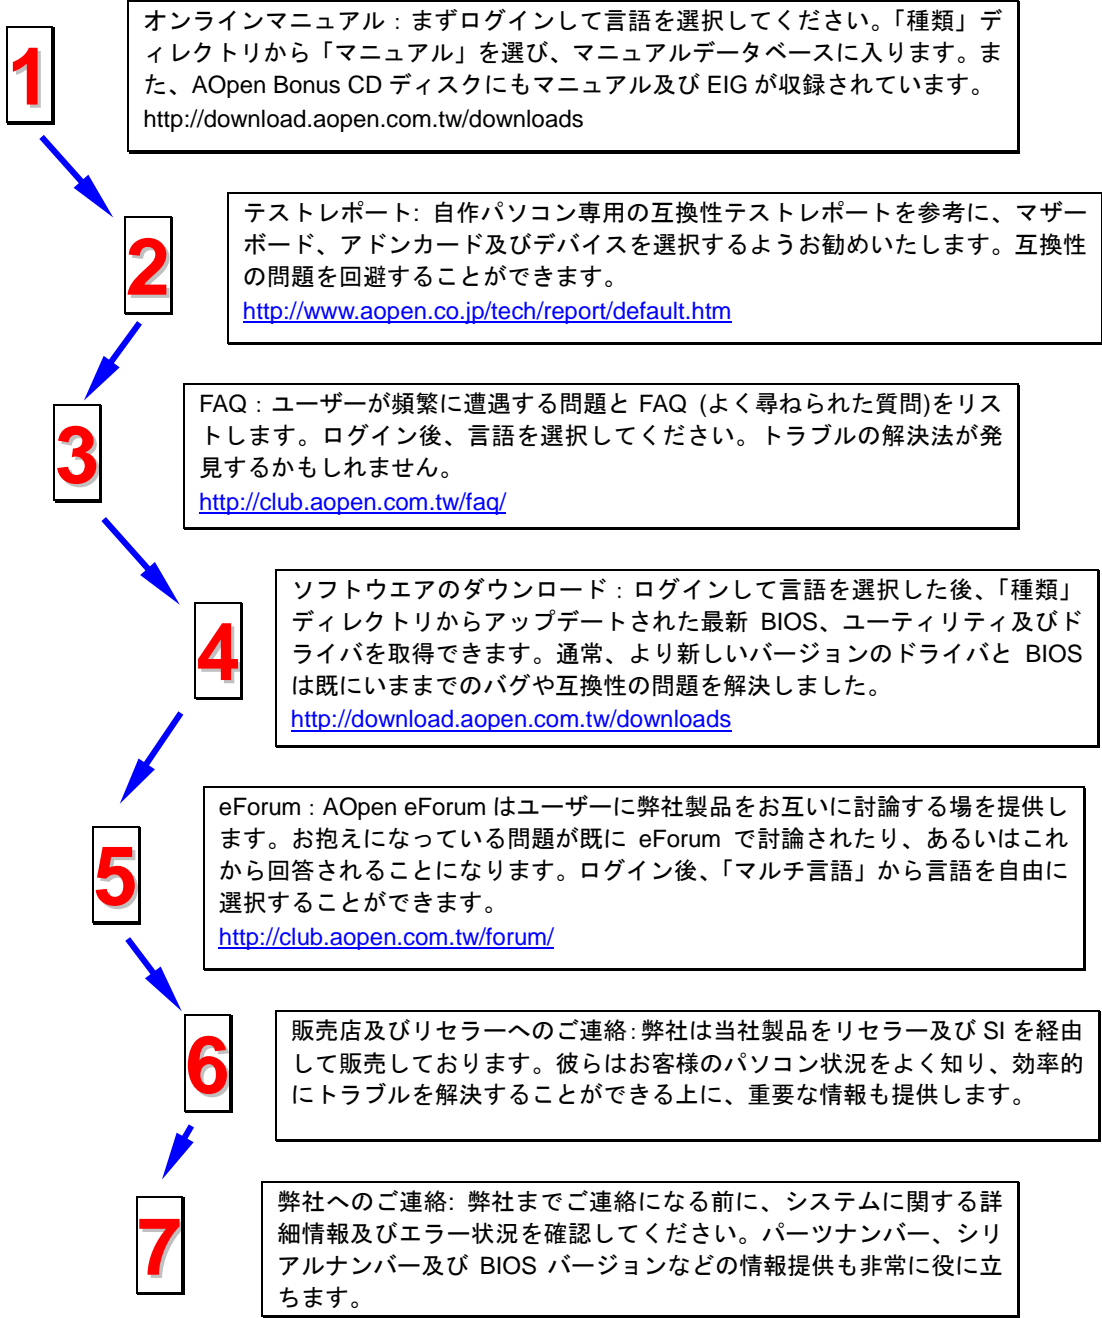 1
オンラインマニュアル：まずログインして言語を選択してください。「種類」デ
ィレクトリから「マニュアル」を選び、マニュアルデータベースに入ります。ま
た、AOpen Bonus CD ディスクにもマニュアル及び EIG が収録されています。
http://download.aopen.com.tw/downloads
2
テストレポート: 自作パソコン専用の互換性テストレポートを参考に、マザー
ボード、アドンカード及びデバイスを選択するようお勧めいたします。互換性
の問題を回避することができます。
http://www.aopen.co.jp/tech/report/default.htm
3
FAQ：ユーザーが頻繁に遭遇する問題と FAQ (よく尋ねられた質問)をリス
トします。ログイン後、言語を選択してください。トラブルの解決法が発
見するかもしれません。
http://club.aopen.com.tw/faq/
4
ソフトウエアのダウンロード：ログインして言語を選択した後、「種類」
ディレクトリからアップデートされた最新 BIOS、ユーティリティ及びド
ライバを取得できます。通常、より新しいバージョンのドライバと BIOS
は既にいままでのバグや互換性の問題を解決しました。
http://download.aopen.com.tw/downloads
5
eForum：AOpen eForum はユーザーに弊社製品をお互いに討論する場を提供し
ます。お抱えになっている問題が既に eForum で討論されたり、あるいはこれ
から回答されることになります。ログイン後、「マルチ言語」から言語を自由に
選択することができます。
http://club.aopen.com.tw/forum/
6
販売店及びリセラーへのご連絡：弊社は当社製品をリセラー及び SI を経由
して販売しております。彼らはお客様のパソコン状況をよく知り、効率的
にトラブルを解決することができる上に、重要な情報も提供します。
7
弊社へのご連絡: 弊社までご連絡になる前に、システムに関する詳
細情報及びエラー状況を確認してください。パーツナンバー、シリ
アルナンバー及び BIOS バージョンなどの情報提供も非常に役に立
ちます。